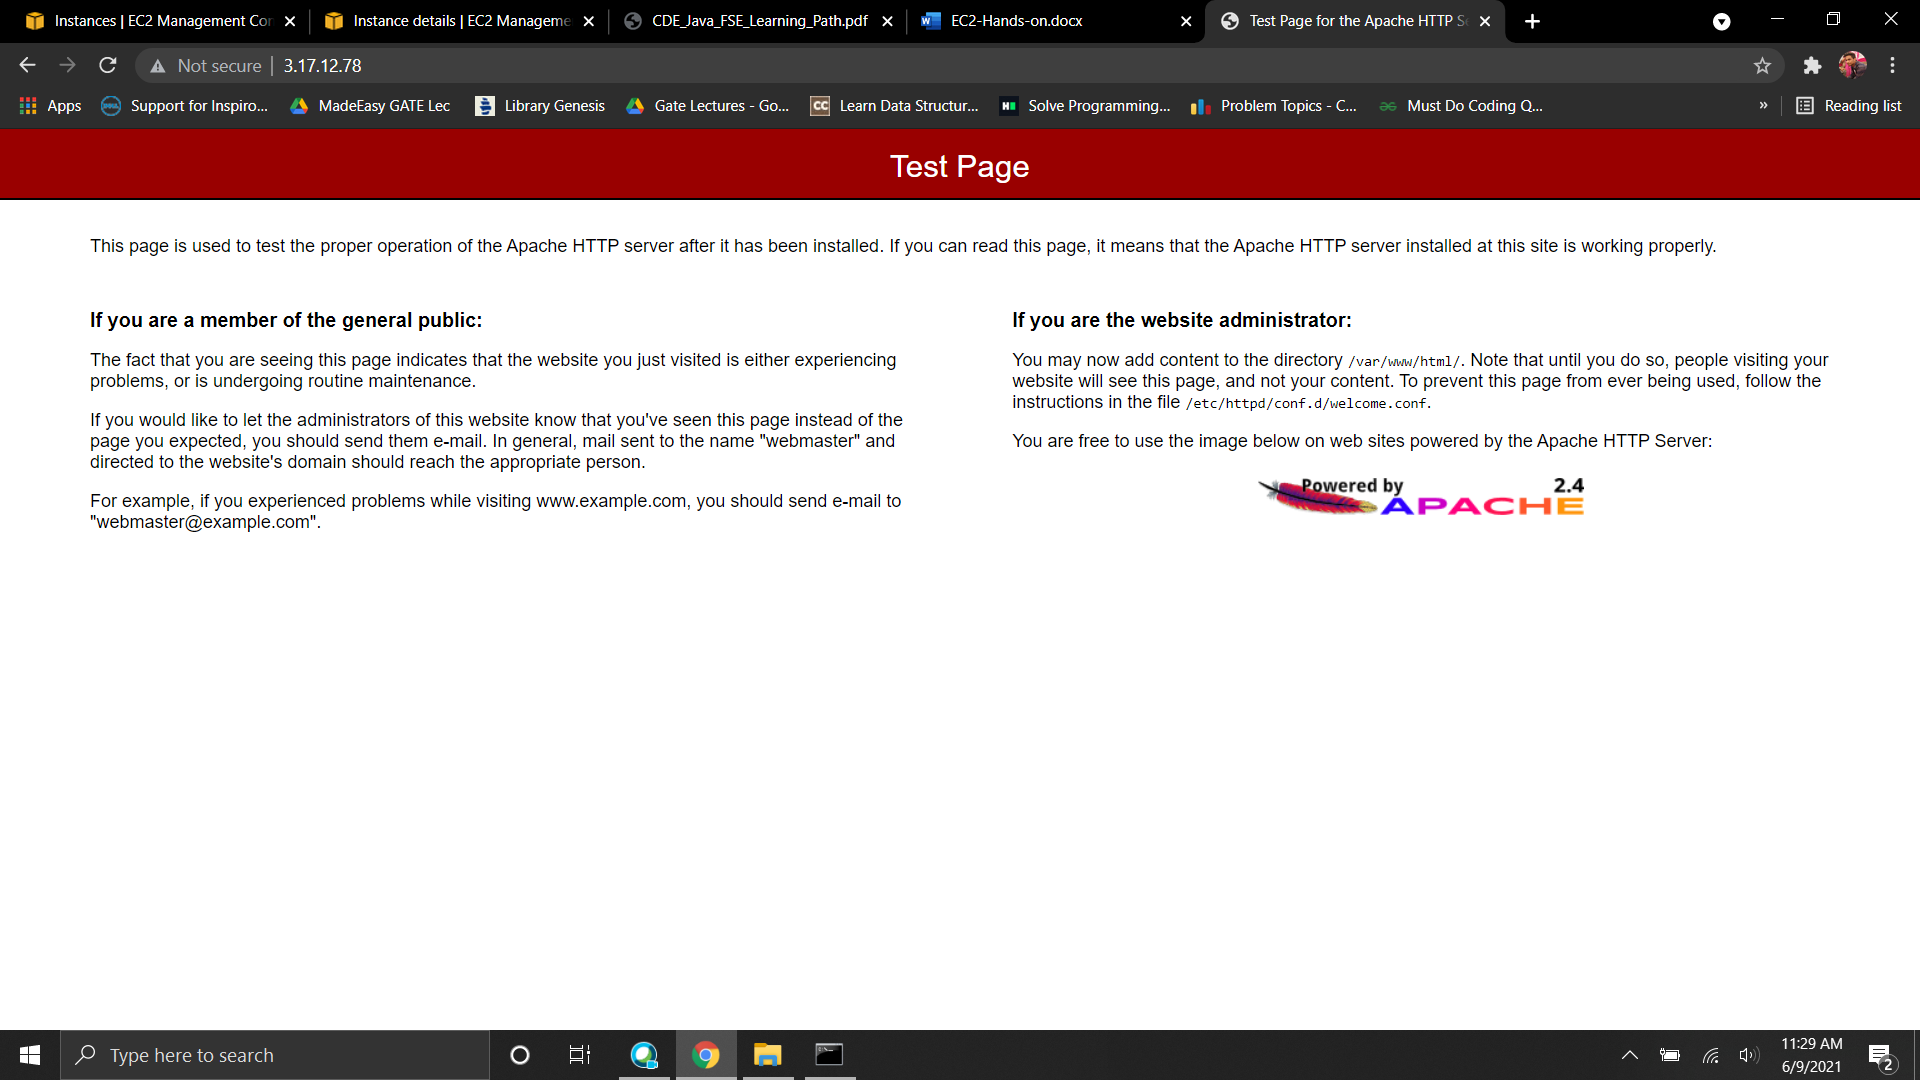 Instances | EC2 Management Con
Instance details | EC2 Manageme
CDE_Java_FSE_Learning_Path.pdf
EC2-Hands-on.docx
Test Page for the Apache HTTP Se
Not secure | 3.17.12.78
Apps
Support for Inspiro...
MadeEasy GATE Lec
Library Genesis
Gate Lectures - Go...
CC
Learn Data Structur...
H
Solve Programming...
Problem Topics - C...
Must Do Coding Q...
»
Reading list
Test Page
This page is used to test the proper operation of the Apache HTTP server after it has been installed. If you can read this page, it means that the Apache HTTP server installed at this site is working properly.
If you are a member of the general public:
The fact that you are seeing this page indicates that the website you just visited is either experiencing
problems, or is undergoing routine maintenance.
If you would like to let the administrators of this website know that you've seen this page instead of the
page you expected, you should send them e-mail. In general, mail sent to the name "webmaster" and
directed to the website's domain should reach the appropriate person.
For example, if you experienced problems while visiting www.example.com, you should send e-mail to
"webmaster@example.com".
If you are the website administrator:
You may now add content to the directory /var/www/html/. Note that until you do so, people visiting your
website will see this page, and not your content. To prevent this page from ever being used, follow the
instructions in the file /etc/httpd/conf.d/welcome.conf.
You are free to use the image below on web sites powered by the Apache HTTP Server:
Powered by 2.4
APACHE
Type here to search
11:29 AM
6/9/2021
2